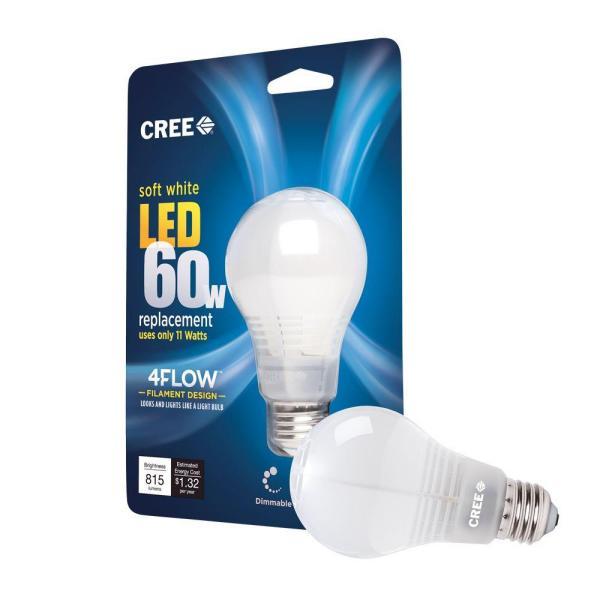 CREE
soft white
LED
60w
replacement
uses only 11 Watts
4FLOW™
FILAMENT DESIGN
LOOKS AND LIGHTS LIKE A LIGHT BULB
Brightness
815
lumens
Estimated
Energy Cost
$1.32
per year
Dimmable
CREE